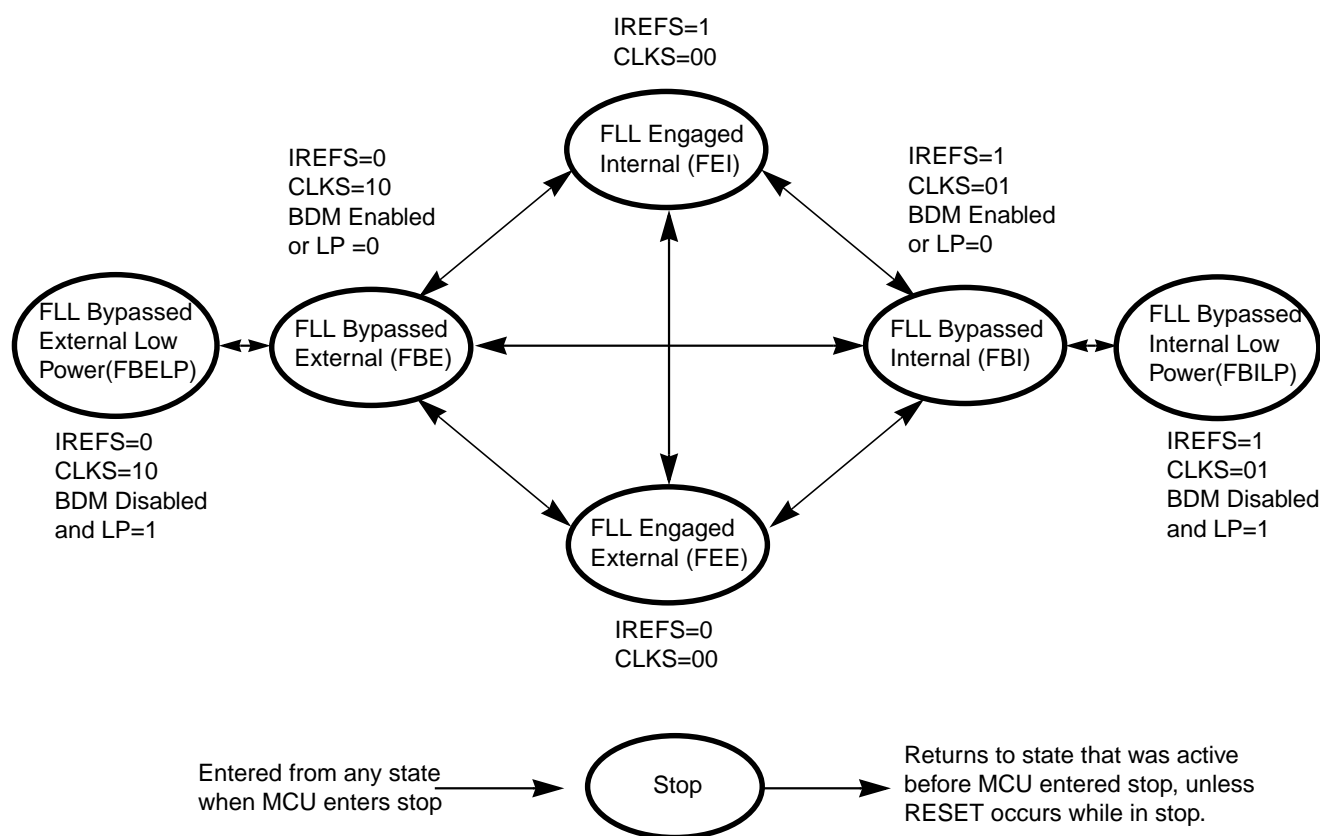 IREFS=1
CLKS=00
FLL Engaged
Internal (FEI)
IREFS=0
CLKS=10
BDM Enabled
or LP =0
IREFS=1
CLKS=01
BDM Enabled
or LP=0
FLL Bypassed
External Low
Power(FBELP)
FLL Bypassed
External (FBE)
FLL Bypassed
Internal (FBI)
FLL Bypassed
Internal Low
Power(FBILP)
IREFS=0
CLKS=10
BDM Disabled
and LP=1
IREFS=1
CLKS=01
BDM Disabled
and LP=1
FLL Engaged
External (FEE)
IREFS=0
CLKS=00
Entered from any state
when MCU enters stop
Stop
Returns to state that was active
before MCU entered stop, unless
RESET occurs while in stop.